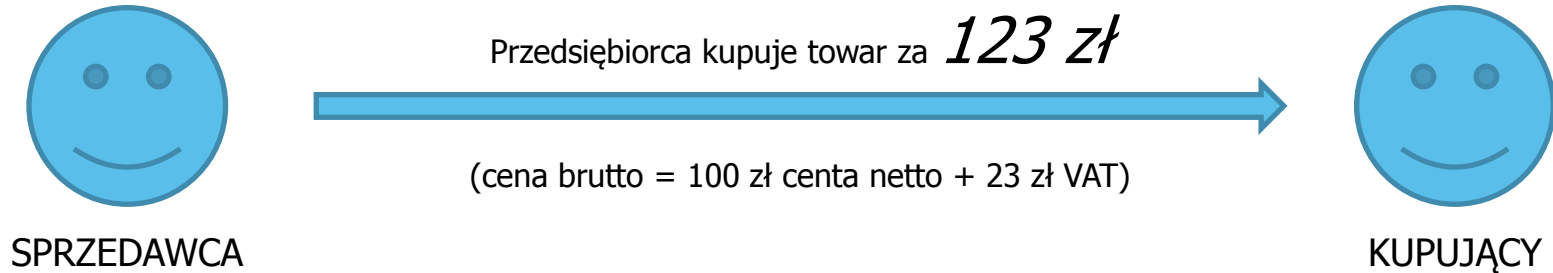 Przedsiębiorca kupuje towar za 123 zł
(cena brutto = 100 zł centa netto + 23 zł VAT)
SPRZEDAWCA
KUPUJĄCY